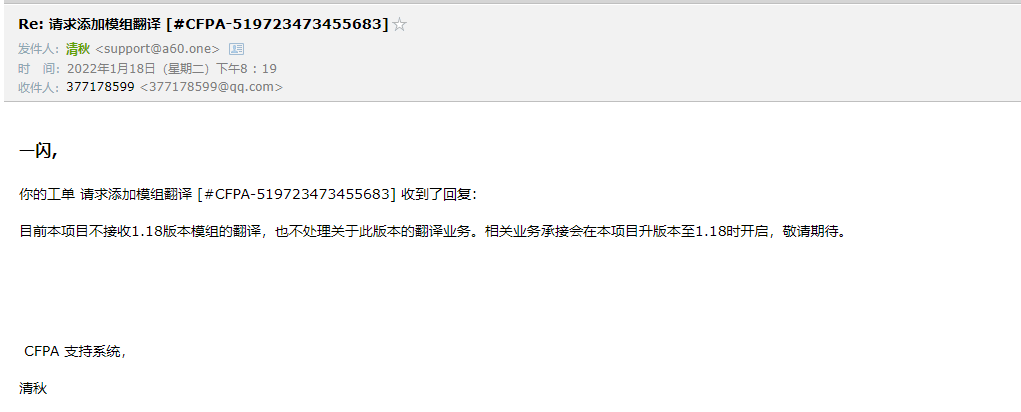 Re: 请求添加模组翻译 [#CFPA-519723473455683]
发件人：清秋 <support@a60.one>
时　间：2022年1月18日（星期二）下午8：19
收件人：377178599 <377178599@qq.com>
一闪,
你的工单 请求添加模组翻译 [#CFPA-519723473455683] 收到了回复：
目前本项目不接收1.18版本模组的翻译，也不处理关于此版本的翻译业务。相关业务承接会在本项目升版本至1.18时开启，敬请期待。
CFPA 支持系统，
清秋